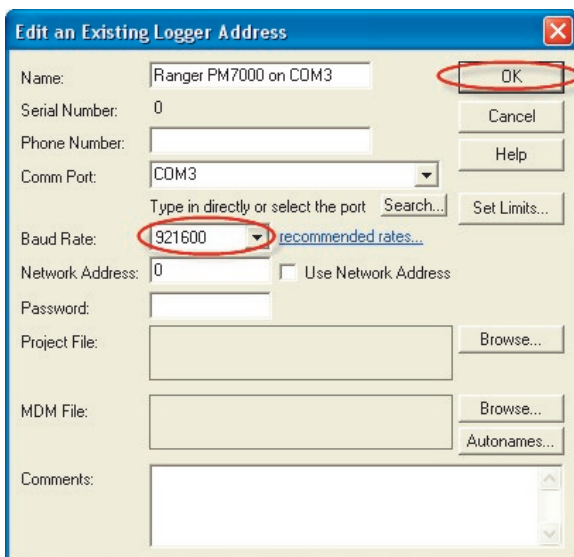 Edit an Existing Logger Address
Name: Ranger PM7000 on COM3 OK
Serial Number: 0 Cancel
Phone Number: Help
Comm Port: COM3
Type in directly or select the port Search... Set Limits...
Baud Rate: 921600 recommended rates...
Network Address: 0 Use Network Address
Password:
Project File: Browse...
MDM File: Browse...
Autonames...
Comments: